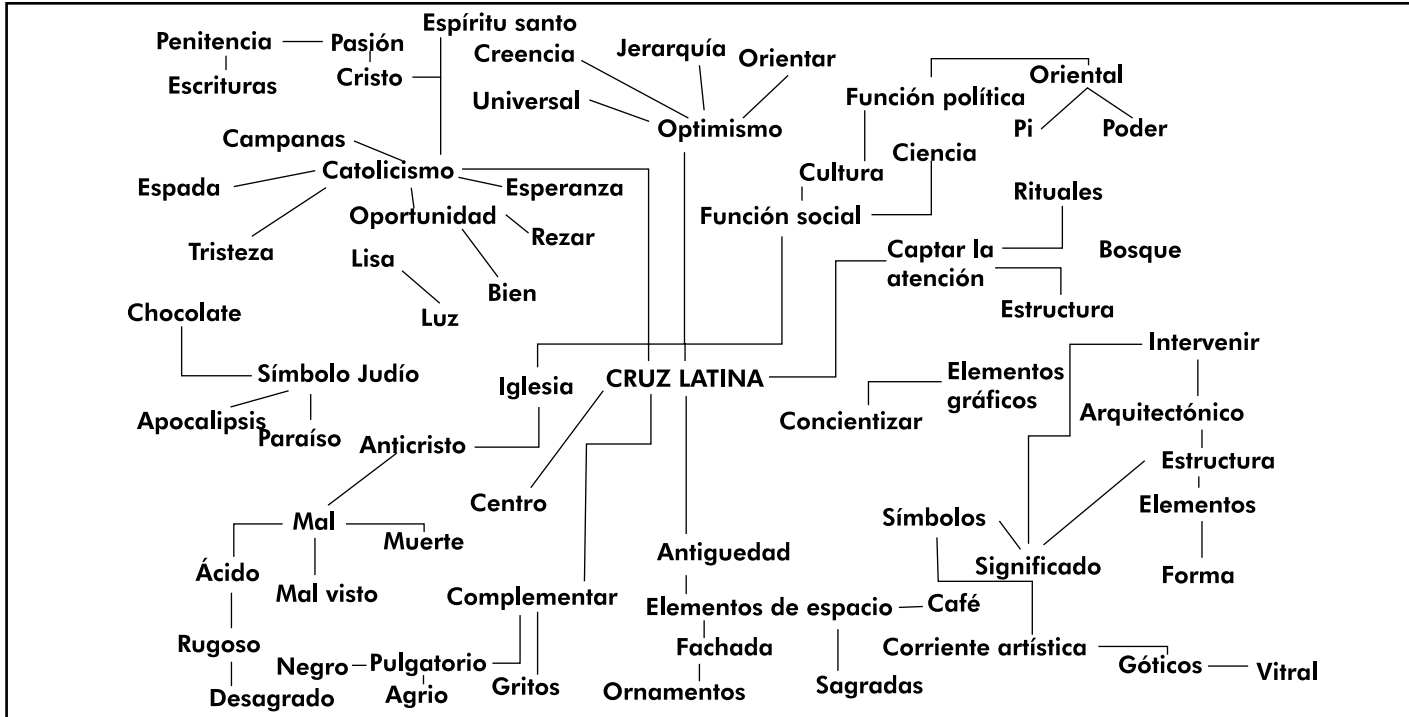 Espíritu santo
Penitencia
Pasión
Creencia
Jerarquía
Orientar
Escrituras
Cristo
Oriental
Universal
Función política
Optimismo
Pi
Poder
Campanas
Ciencia
Catolicismo
Cultura
Espada
Esperanza
Rituales
Oportunidad
Función social
Rezar
Tristeza
Captar la
atención
Bosque
Lisa
Bien
Luz
Estructura
Chocolate
Intervenir
Símbolo Judío
Iglesia
CRUZ LATINA
Elementos
gráficos
Apocalipsis
Paraíso
Concientizar
Arquitectónico
Anticristo
Estructura
Centro
Elementos
Mal
Símbolos
Muerte
Antiguedad
Significado
Forma
Ácido
Mal visto
Complementar
Elementos de espacio
Café
Rugoso
Fachada
Corriente artística
Negro
Pulgatorio
Góticos
Vitral
Desagrado
Agrio
Gritos
Ornamentos
Sagradas